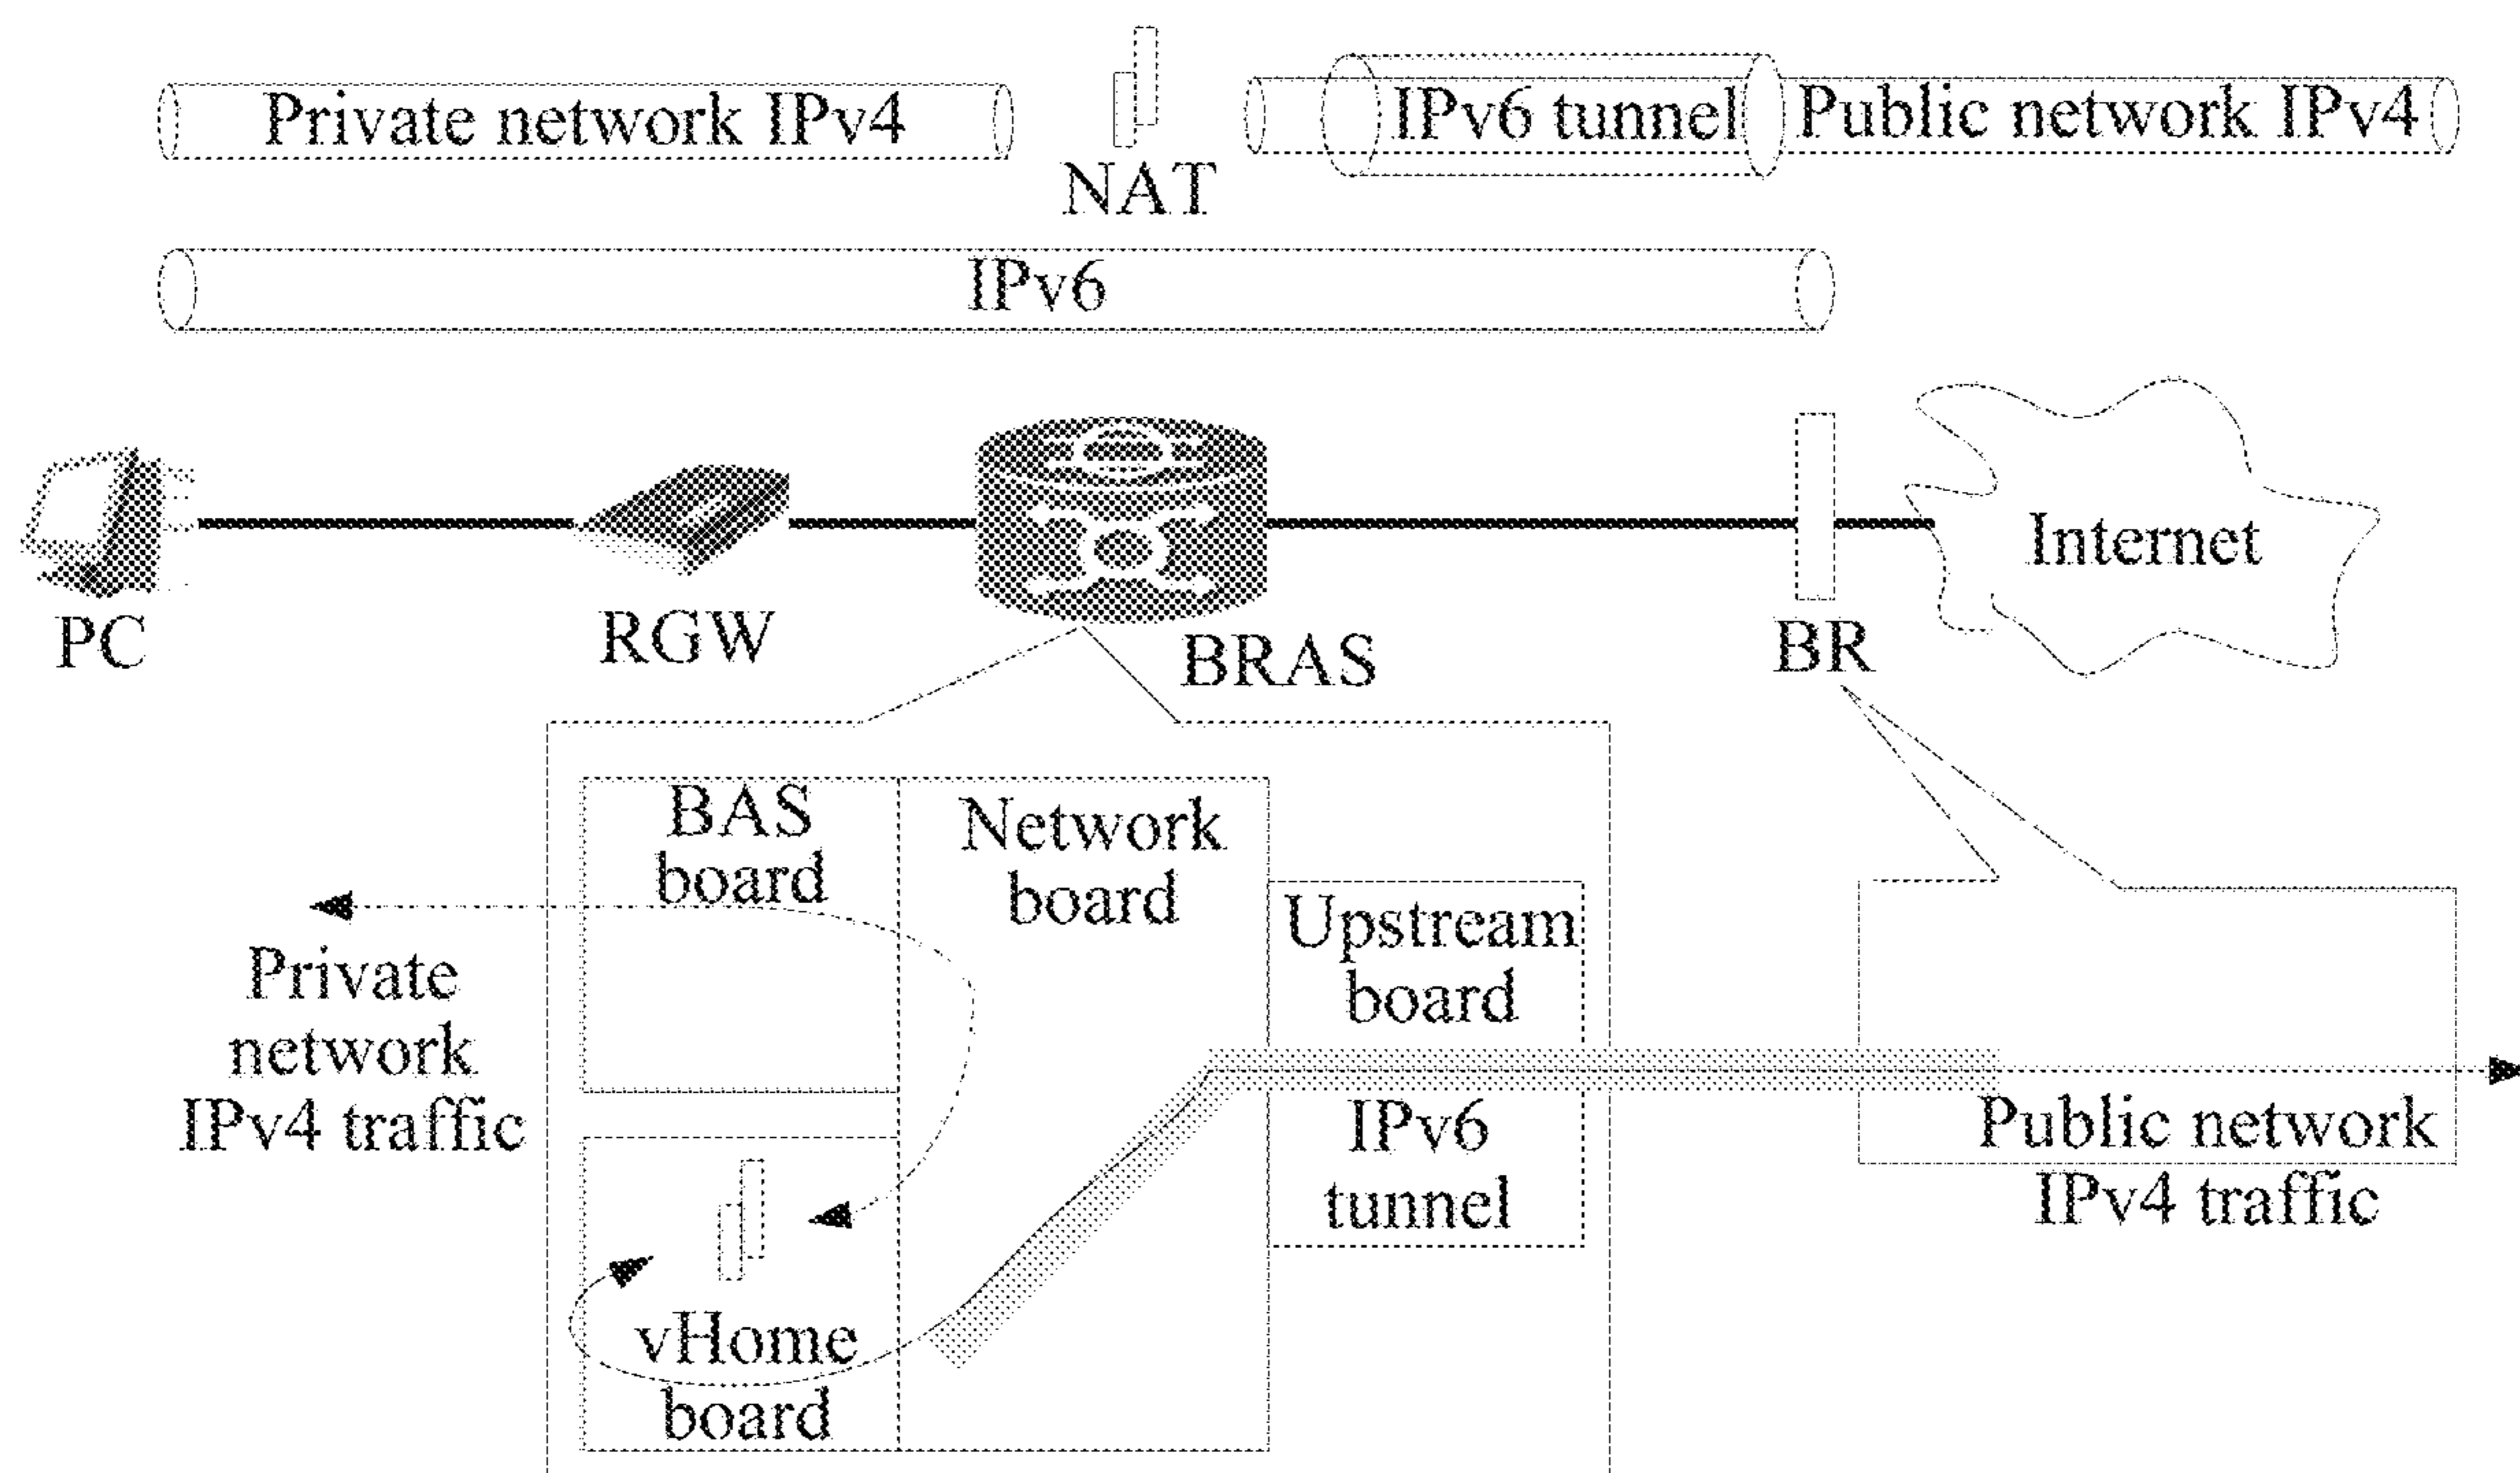 Private network IPv4
NAT
IPv6 tunnel
Public network IPv4
IPv6
PC
RGW
BRAS
BR
Internet
BAS
board
Network
board
Upstream
board
Private
network
IPv4 traffic
IPv6
tunnel
Public network
IPv4 traffic
vHome
board